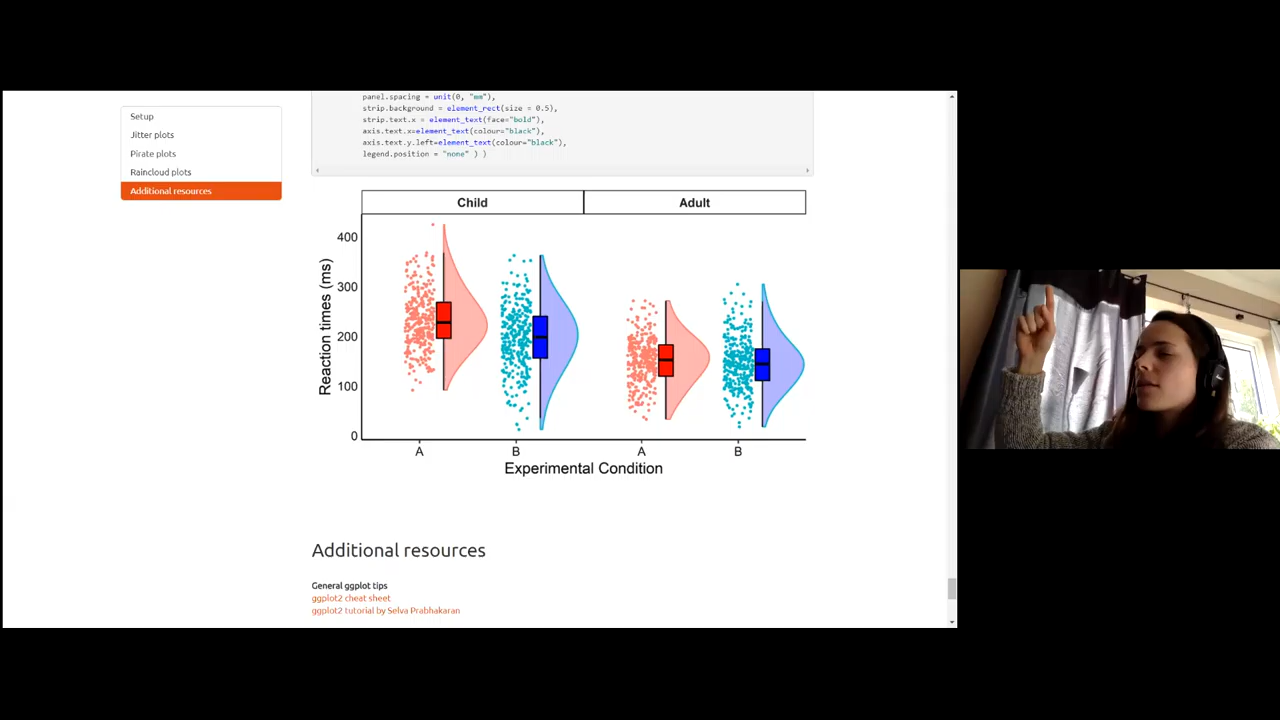 Setup
Jitter plots
Pirate plots
Raincloud plots
Additional resources
panel.spacing = unit(0, "mm"),
strip.background = element_rect(size = 0.5),
strip.text.x = element_text(face="bold"),
axis.text.x=element_text(colour="black"),
axis.text.y.left=element_text(colour="black"),
legend.position = "none" ) )
Child
Adult
Reaction times (ms)
400
300
200
100
0
A
B
A
B
Experimental Condition
Additional resources
General ggplot tips
ggplot2 cheat sheet
ggplot2 tutorial by Selva Prabhakaran